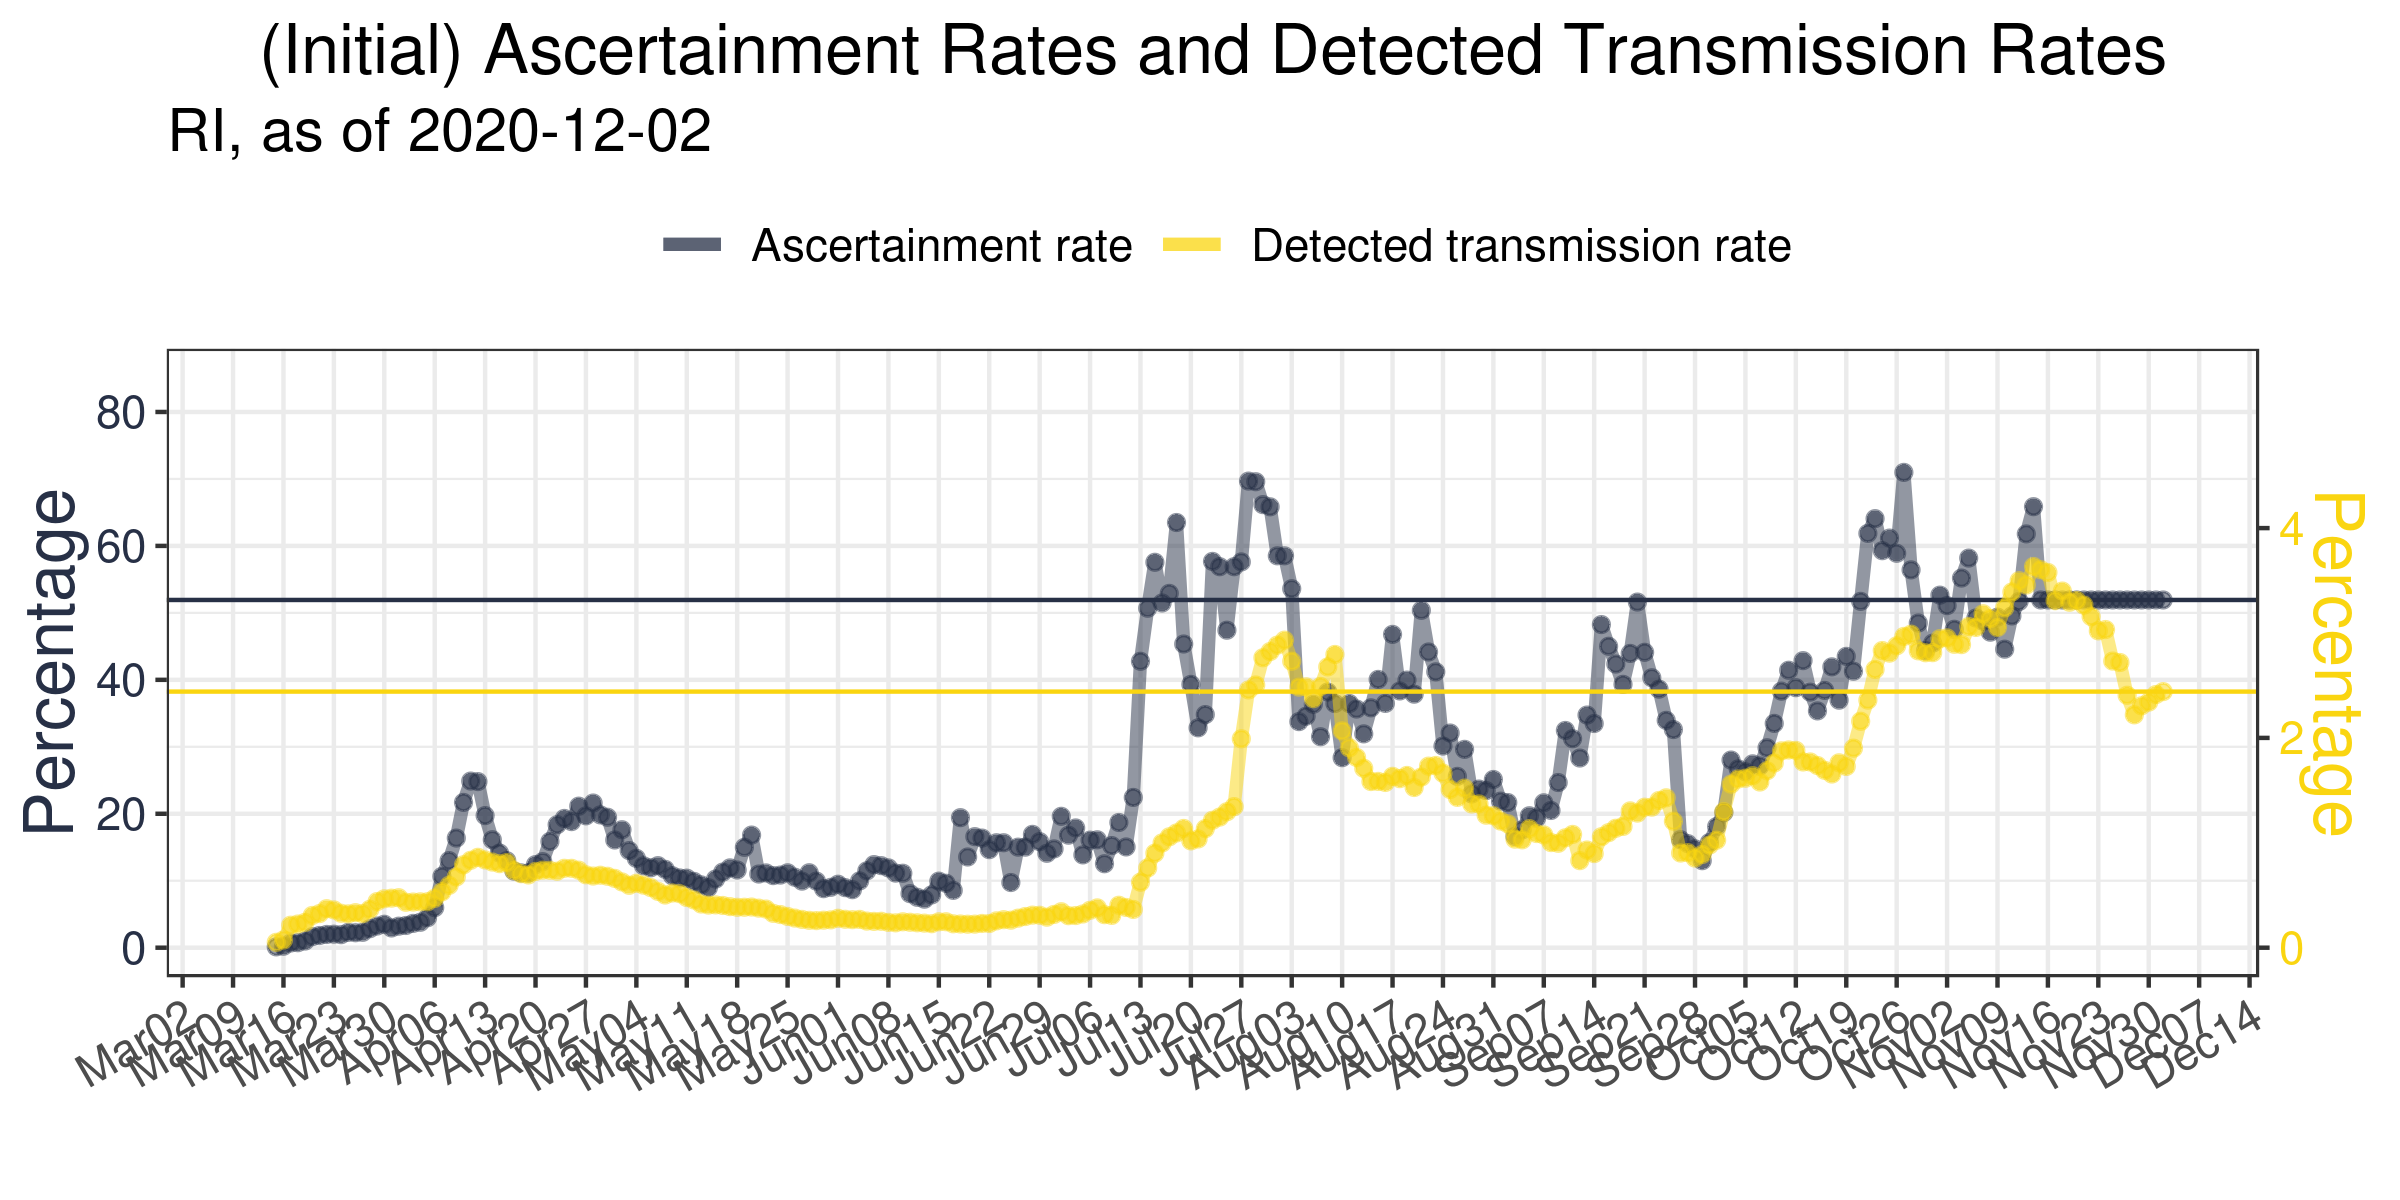 (Initial) Ascertainment Rates and Detected Transmission Rates
RI, as of 2020-12-02
Ascertainment rate
Detected transmission rate
Percentage
80
60
40
20
0
4
2
0
Percentage
Mar02
Mar09
Mar16
Mar23
Mar30
Apr06
Apr13
Apr20
Apr27
May04
May11
May18
May25
Jun01
Jun08
Jun15
Jun22
Jun29
Jul06
Jul13
Jul20
Jul27
Aug03
Aug10
Aug17
Aug24
Aug31
Sep07
Sep14
Sep21
Sep28
Oct05
Oct12
Oct19
Oct26
Nov02
Nov09
Nov16
Nov23
Nov30
Dec07
Dec14